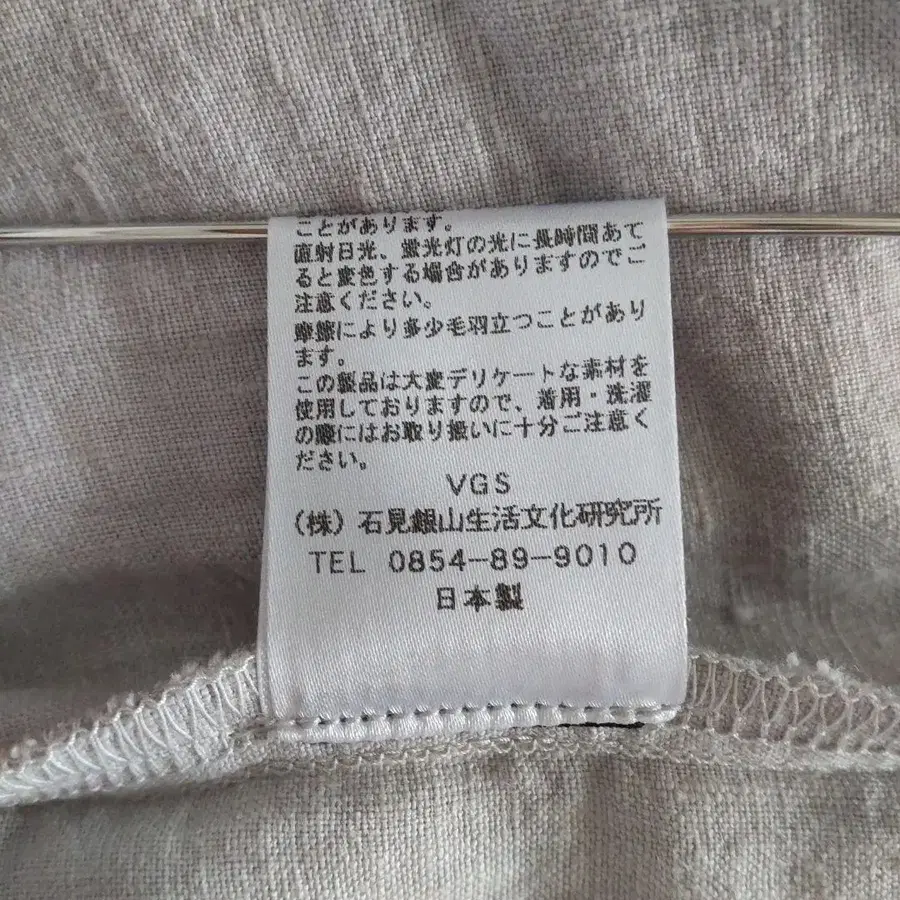 ことがあります。
直射日光、蛍光灯の光に長時間あて
ると変色する場合がありますのでご
注意ください。
摩擦により多少毛羽立つことがあり
ます。
この製品は大変デリケートな素材を
使用しておりますので、着用・洗濯
の際にはお取り扱いに十分ご注意く
ださい。
VGS
（株）石見銀山生活文化研究所
TEL 0854-89-9010
日本製